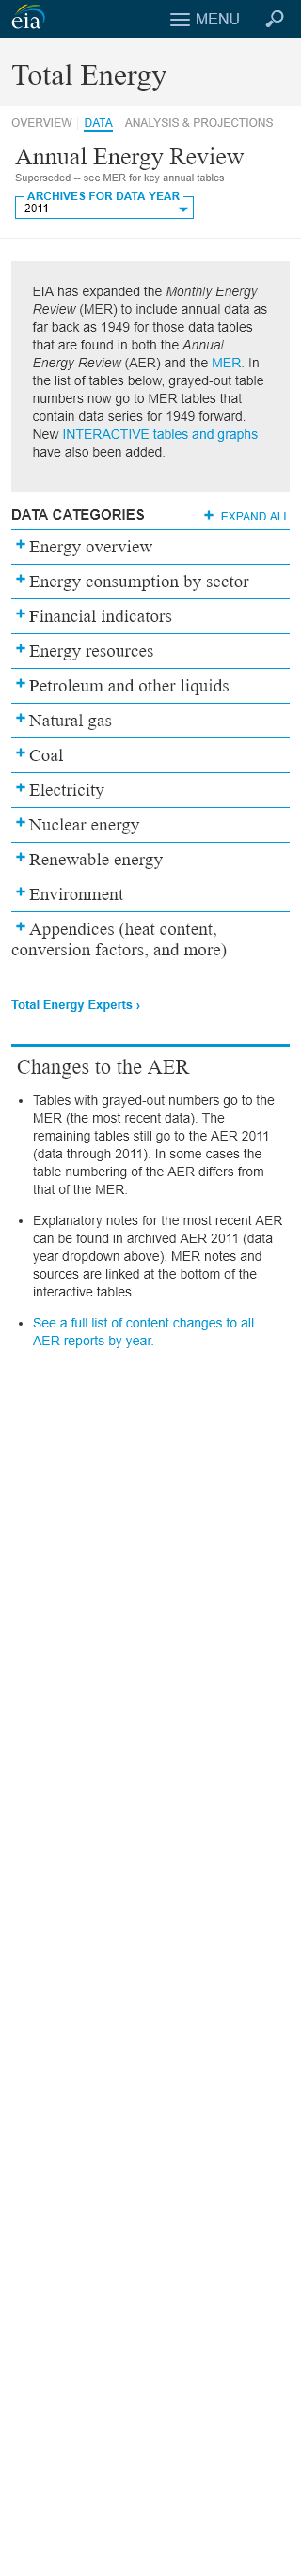 eia
MENU
Total Energy
OVERVIEW DATA ANALYSIS & PROJECTIONS
Annual Energy Review
Superseded -- see MER for key annual tables
ARCHIVES FOR DATA YEAR
2011
EIA has expanded the Monthly Energy
Review (MER) to include annual data as
far back as 1949 for those data tables
that are found in both the Annual
Energy Review (AER) and the MER. In
the list of tables below, grayed-out table
numbers now go to MER tables that
contain data series for 1949 forward.
New INTERACTIVE tables and graphs
have also been added.
DATA CATEGORIES + EXPAND ALL
+ Energy overview
+ Energy consumption by sector
+ Financial indicators
+ Energy resources
+ Petroleum and other liquids
+ Natural gas
+ Coal
+ Electricity
+ Nuclear energy
+ Renewable energy
+ Environment
+ Appendices (heat content,
conversion factors, and more)
Total Energy Experts ›
Changes to the AER
• Tables with grayed-out numbers go to the
MER (the most recent data). The
remaining tables still go to the AER 2011
(data through 2011). In some cases the
table numbering of the AER differs from
that of the MER.
• Explanatory notes for the most recent AER
can be found in archived AER 2011 (data
year dropdown above). MER notes and
sources are linked at the bottom of the
interactive tables.
• See a full list of content changes to all
AER reports by year.